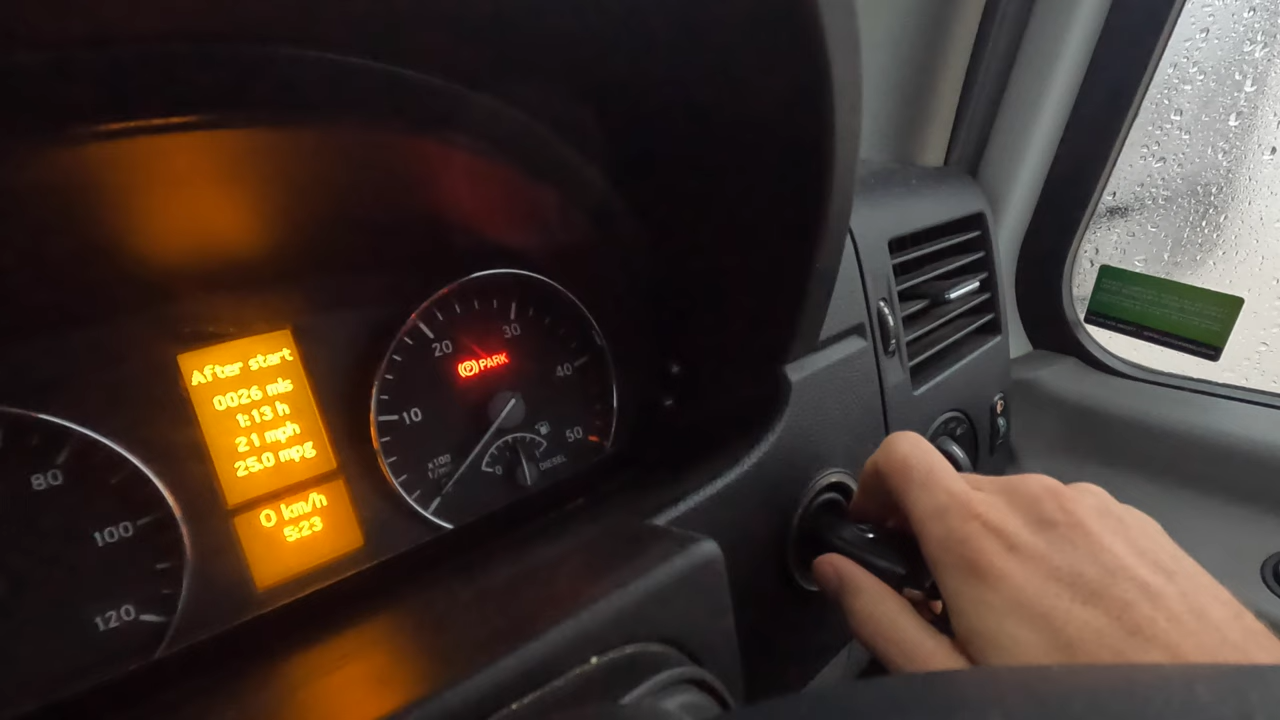 After start
0026 mls
1:13 h
21 mph
25.0 mpg
0 km/h
5:23
80
100
120
10
20
30
40
50
(P) PARK
x100
1/min
0
DIESEL